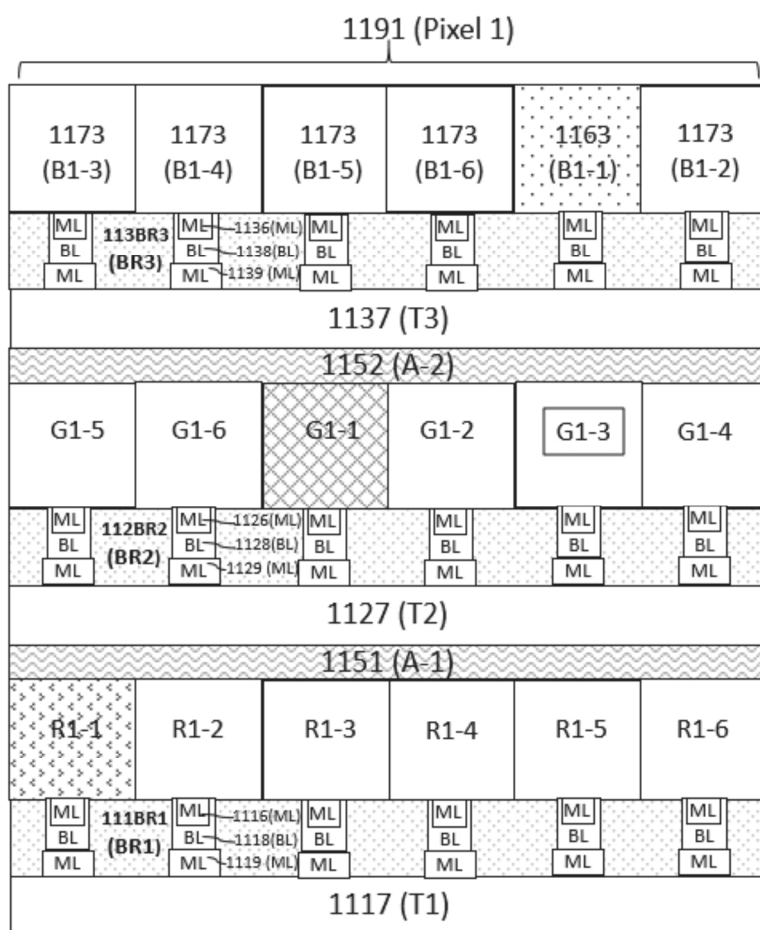 1191 (Pixel 1)
1173 1173 1173 1173 1163 1173
(B1-3) (B1-4) (B1-5) (B1-6) (B1-1) (B1-2)
ML 113BR3 ML 1136(ML) ML ML ML ML
BL (BR3) BL 1138(BL) BL BL BL BL
ML ML 1139 (ML) ML ML ML ML
1137 (T3)
1152 (A-2)
G1-5 G1-6 G1-1 G1-2 G1-3 G1-4
ML 112BR2 ML 1126(ML) ML ML ML ML
BL (BR2) BL 1128(BL) BL BL BL BL
ML ML 1129 (ML) ML ML ML ML
1127 (T2)
1151 (A-1)
R1-1 R1-2 R1-3 R1-4 R1-5 R1-6
ML 111BR1 ML 1116(ML) ML ML ML ML
BL (BR1) BL 1118(BL) BL BL BL BL
ML ML 1119 (ML) ML ML ML ML
1117 (T1)